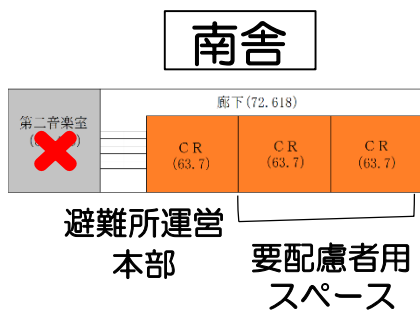 南舎
廊下(72.618)
第二音楽室
CR
(63.7)
CR
(63.7)
CR
(63.7)
避難所運営
本部
要配慮者用
スペース